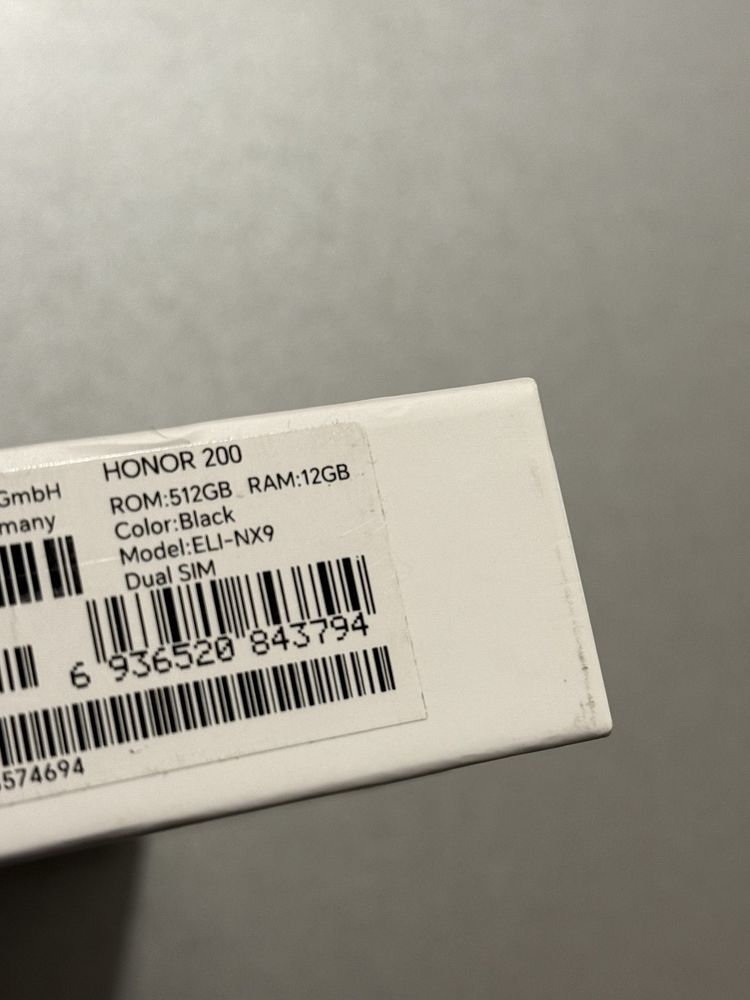 GmbH
many
HONOR 200
ROM:512GB RAM:12GB
Color:Black
Model:ELI-NX9
Dual SIM
6 936520 843794
574694